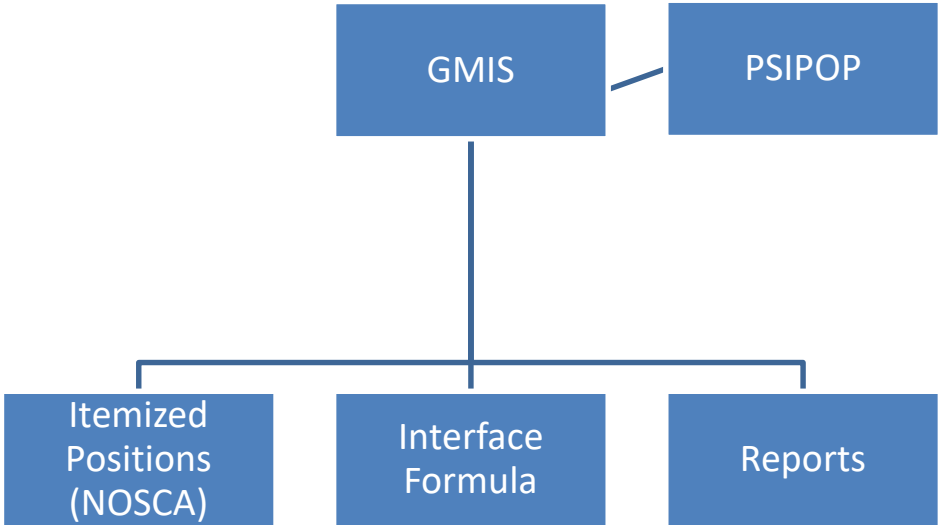 GMIS
PSIPOP
Itemized
Positions
(NOSCA)
Interface
Formula
Reports